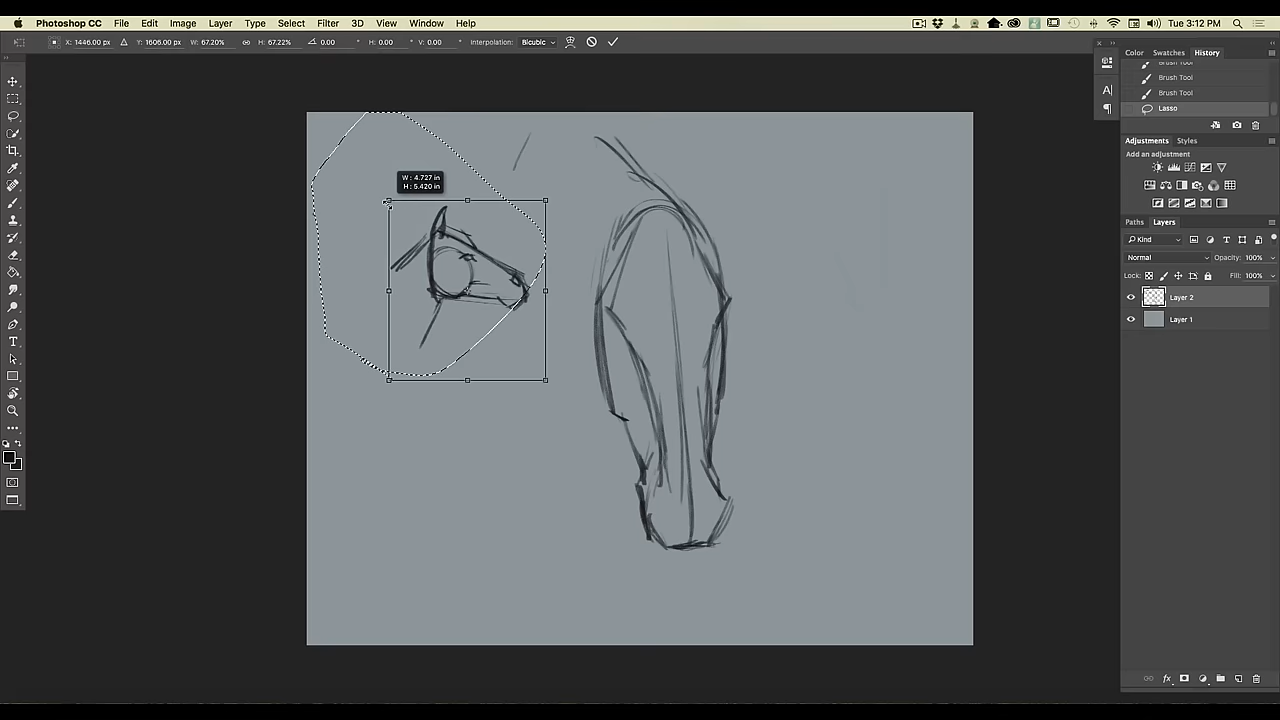 Photoshop CC File Edit Image Layer Type Select Filter 3D View Window Help Tue 3:12 PM
X: 1446.00 px Y: 1606.00 px W: 67.20% H: 67.22% 0.00 ° H: 0.00 ° V: 0.00 ° Interpolation: Bicubic
Color Swatches History
Brush Tool
Brush Tool
Brush Tool
Lasso
Adjustments Styles
Add an adjustment
W : 4.727 in
H : 5.420 in
Paths Layers
Kind
Normal Opacity: 100%
Lock: Fill: 100%
Layer 2
Layer 1
fx